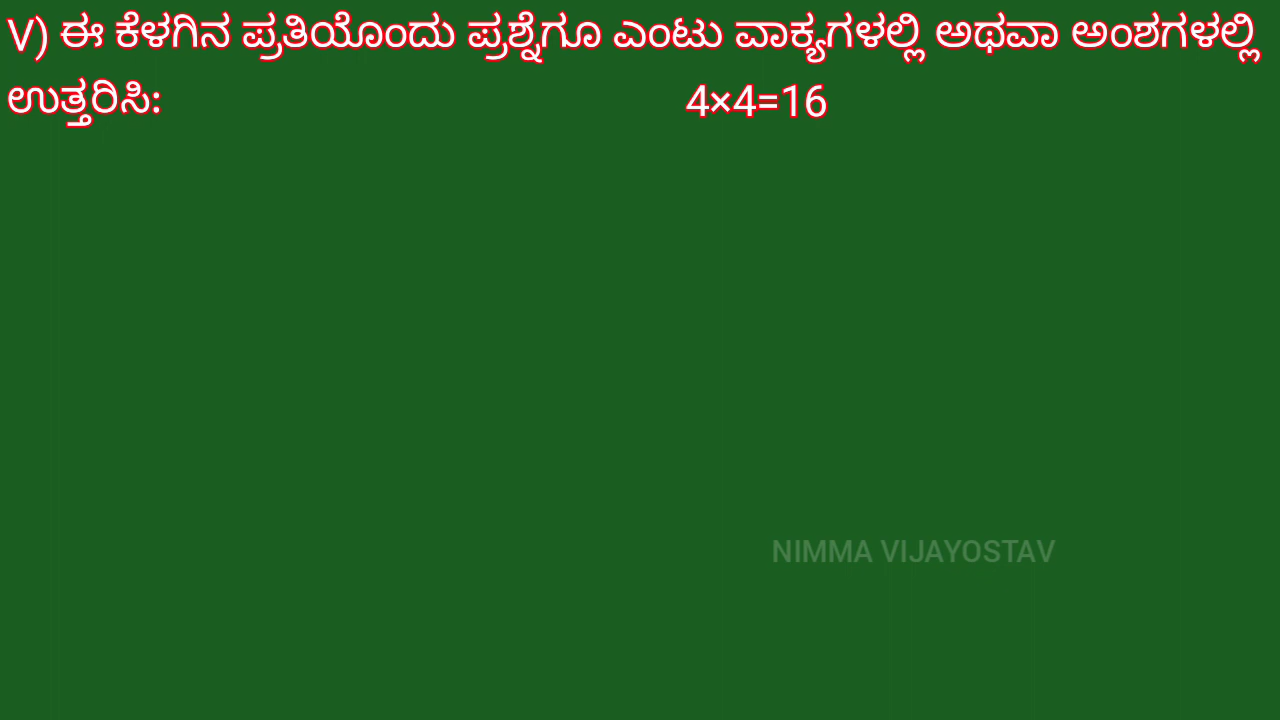 V) ಈ ಕೆಳಗಿನ ಪ್ರತಿಯೊಂದು ಪ್ರಶ್ನೆಗೂ ಎಂಟು ವಾಕ್ಯಗಳಲ್ಲಿ ಅಥವಾ ಅಂಶಗಳಲ್ಲಿ
ಉತ್ತರಿಸಿ: 4×4=16
NIMMA VIJAYOSTAV